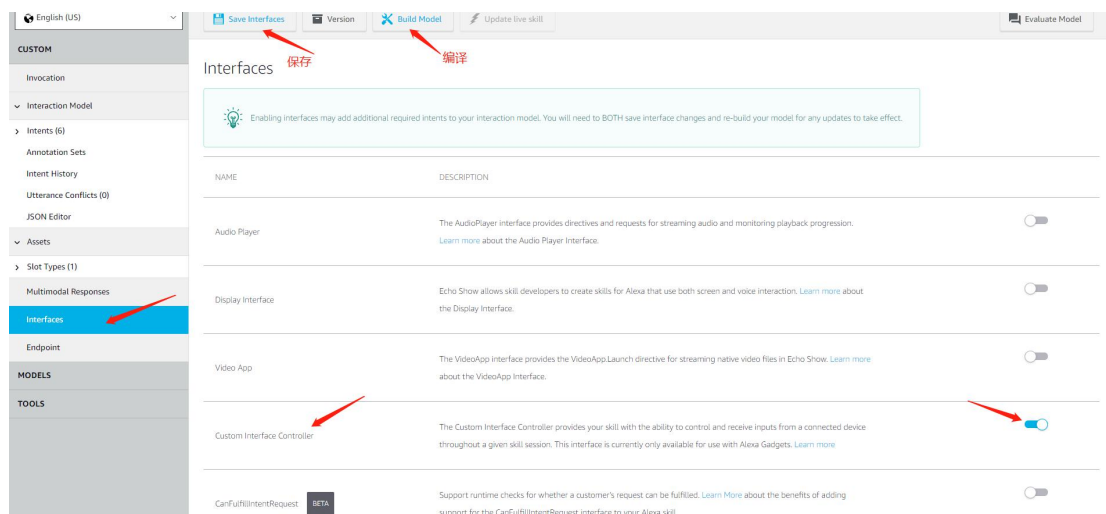 English (US)
Save Interfaces
Version
Build Model
Update live skill
Evaluate Model
CUSTOM
Invocation
Interaction Model
Intents (6)
Annotation Sets
Intent History
Utterance Conflicts (0)
JSON Editor
Assets
Slot Types (1)
Multimodal Responses
Interfaces
Endpoint
MODELS
TOOLS
保存
编译
Interfaces
Enabling interfaces may add additional required intents to your interaction model. You will need to BOTH save interface changes and re-build your model for any updates to take effect.
NAME
DESCRIPTION
Audio Player
The AudioPlayer interface provides directives and requests for streaming audio and monitoring playback progression.
Learn more about the Audio Player Interface.
Display Interface
Echo Show allows skill developers to create skills for Alexa that use both screen and voice interaction. Learn more about
the Display Interface.
Video App
The VideoApp interface provides the VideoApp.Launch directive for streaming native video files in Echo Show. Learn more
about the VideoApp Interface.
Custom Interface Controller
The Custom Interface Controller provides your skill with the ability to control and receive inputs from a connected device
throughout a given skill session. This interface is currently only available for use with Alexa Gadgets. Learn more
CanFulfillIntentRequest BETA
Support runtime checks for whether a customer's request can be fulfilled. Learn More about the benefits of adding
support for the CanFulfillIntentRequest interface to your Alexa skill.